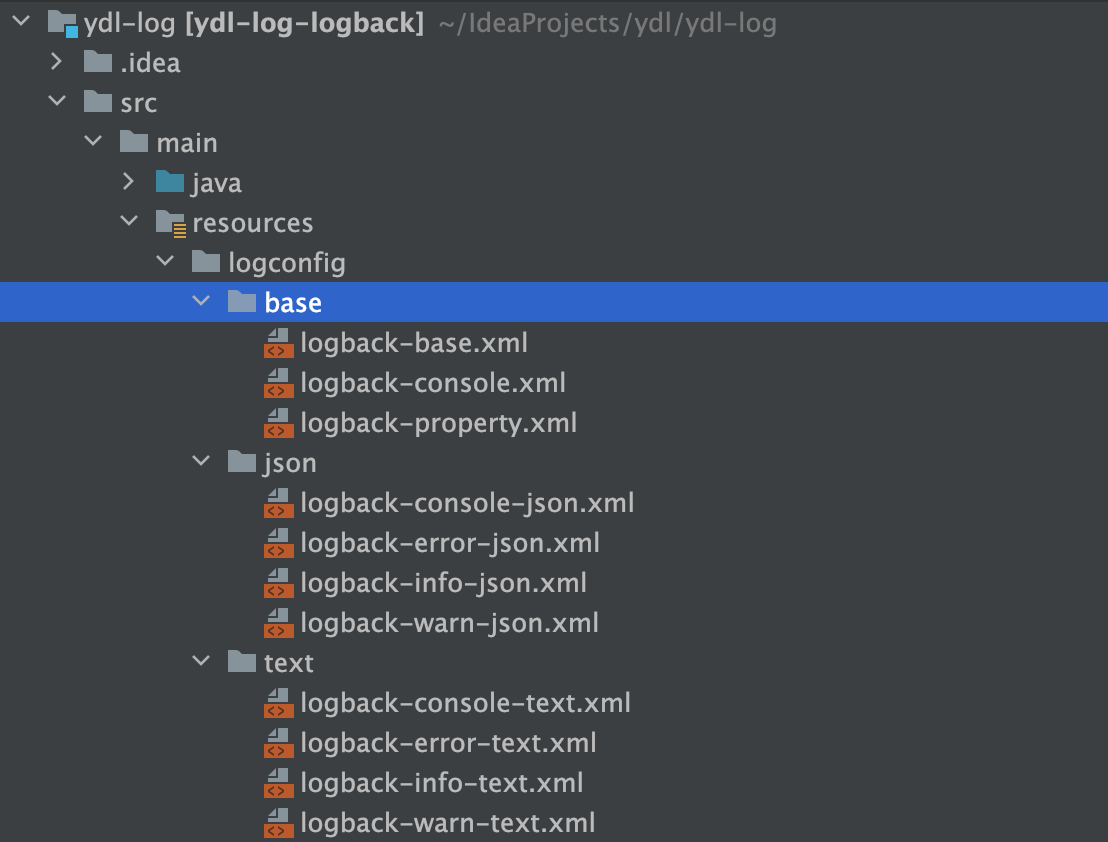 ydl-log [ydl-log-logback] ~/IdeaProjects/ydl/ydl-log
.idea
src
main
java
resources
logconfig
base
logback-base.xml
logback-console.xml
logback-property.xml
json
logback-console-json.xml
logback-error-json.xml
logback-info-json.xml
logback-warn-json.xml
text
logback-console-text.xml
logback-error-text.xml
logback-info-text.xml
logback-warn-text.xml